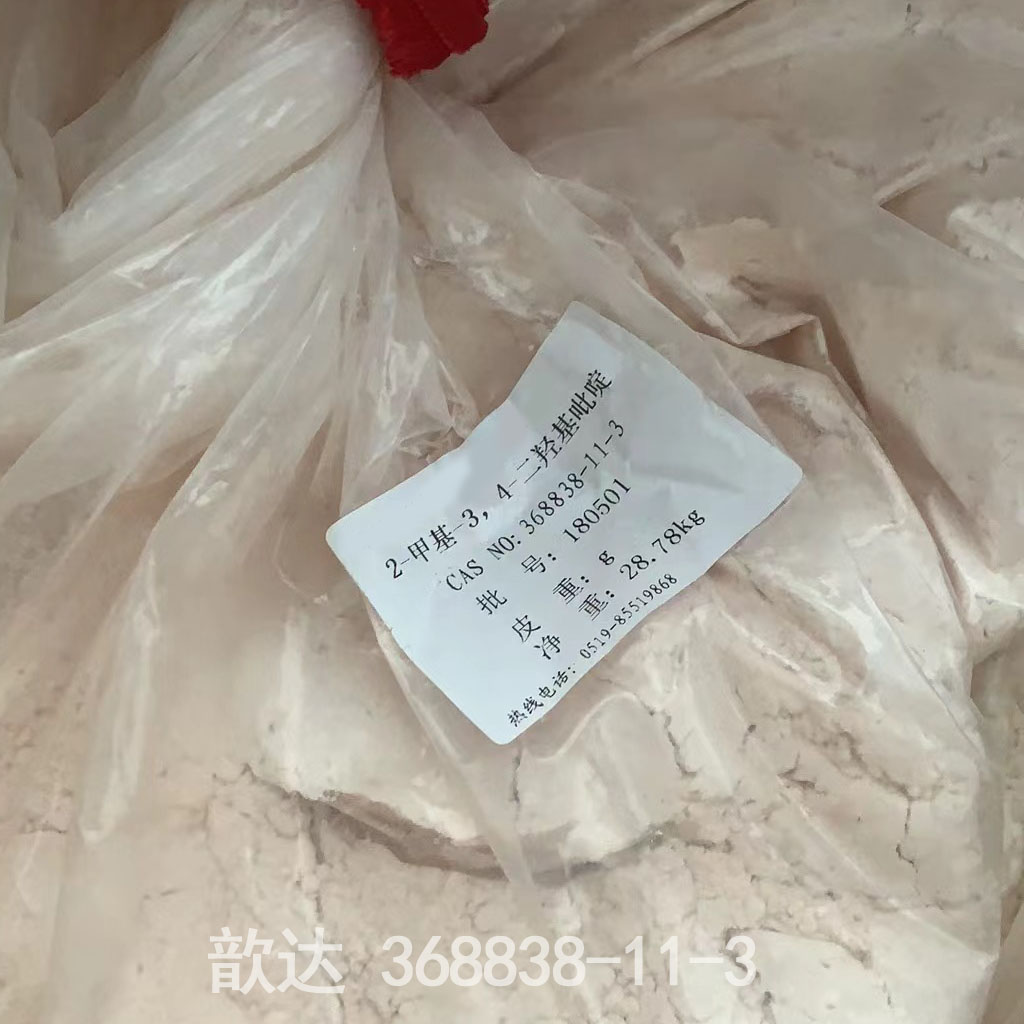 2-甲基-3, 4-二羟基吡啶
CAS NO: 368838-11-3
批 号: 180501
皮 重: g
净 重: 28.78kg
热线电话: 0519-85519868
歆达 368838-11-3